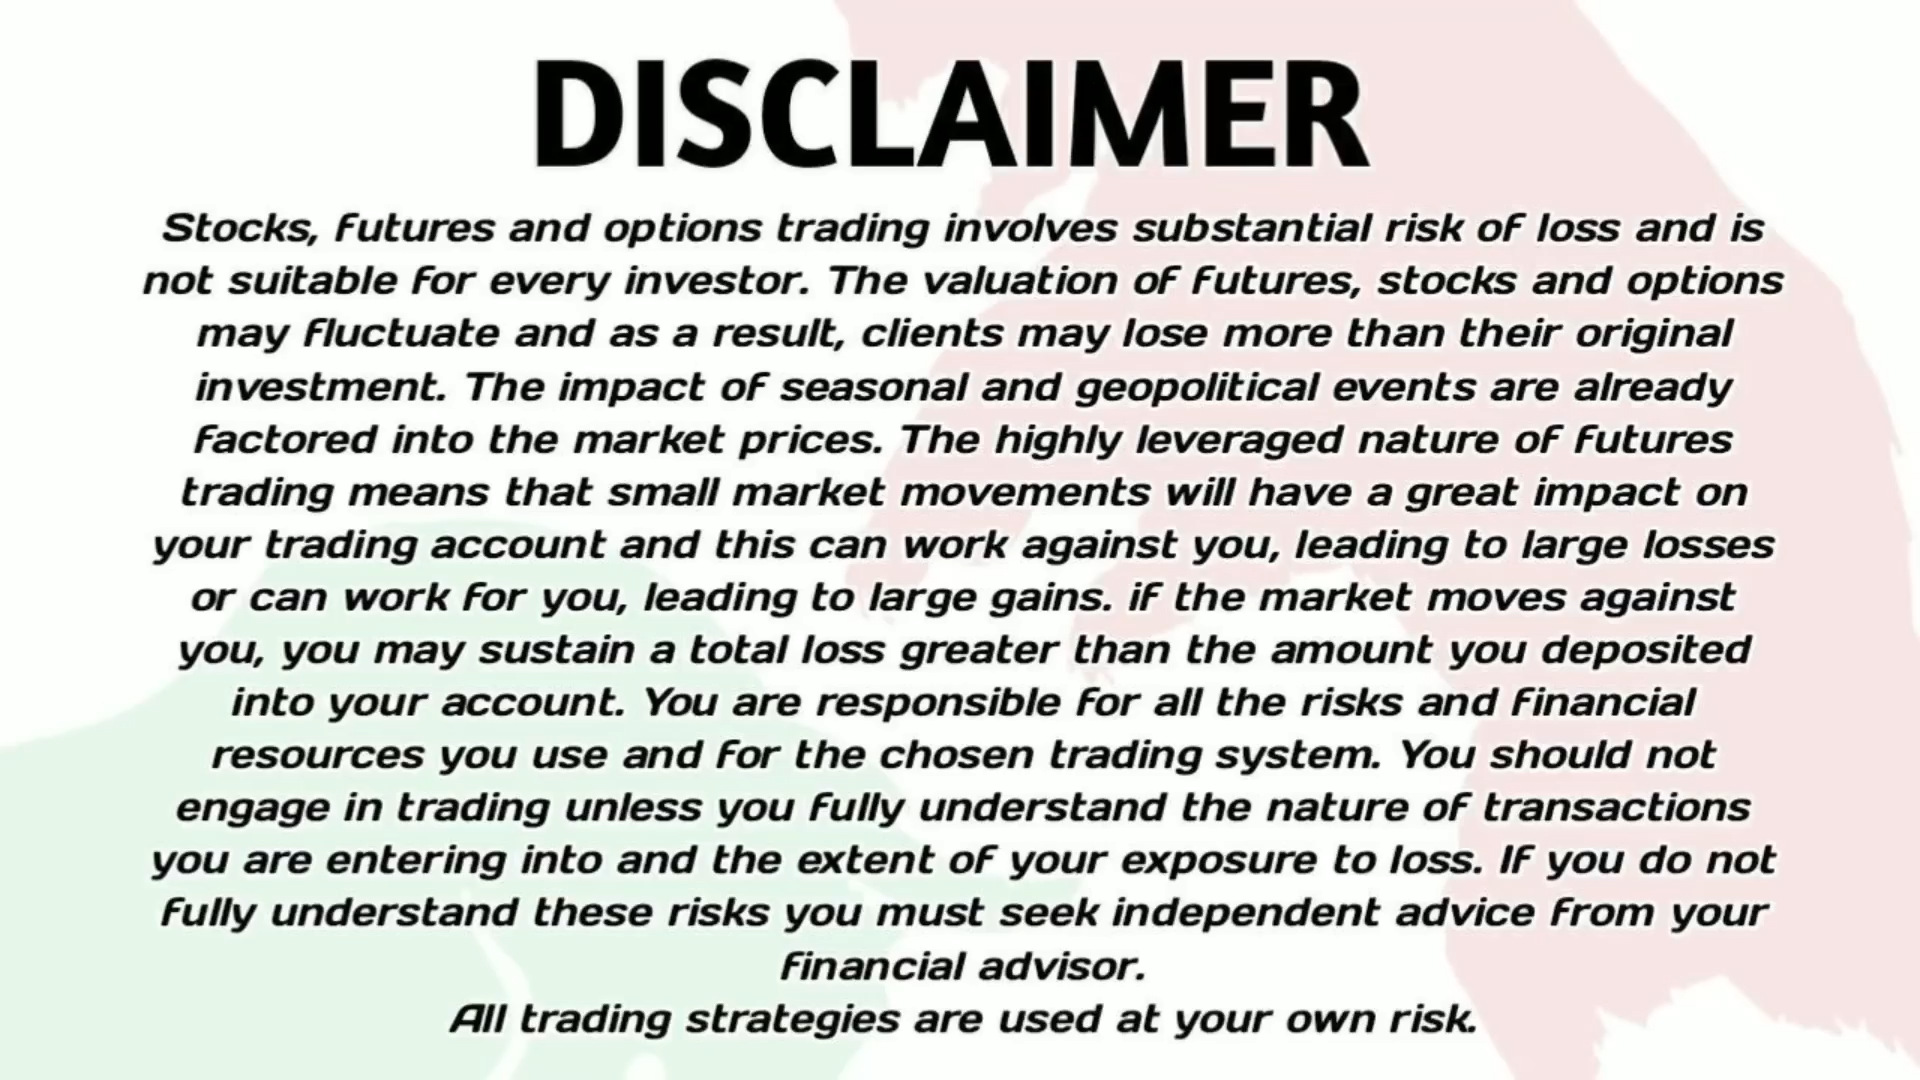 DISCLAIMER
Stocks, futures and options trading involves substantial risk of loss and is
not suitable for every investor. The valuation of futures, stocks and options
may fluctuate and as a result, clients may lose more than their original
investment. The impact of seasonal and geopolitical events are already
factored into the market prices. The highly leveraged nature of futures
trading means that small market movements will have a great impact on
your trading account and this can work against you, leading to large losses
or can work for you, leading to large gains. if the market moves against
you, you may sustain a total loss greater than the amount you deposited
into your account. You are responsible for all the risks and financial
resources you use and for the chosen trading system. You should not
engage in trading unless you fully understand the nature of transactions
you are entering into and the extent of your exposure to loss. If you do not
fully understand these risks you must seek independent advice from your
financial advisor.
All trading strategies are used at your own risk.